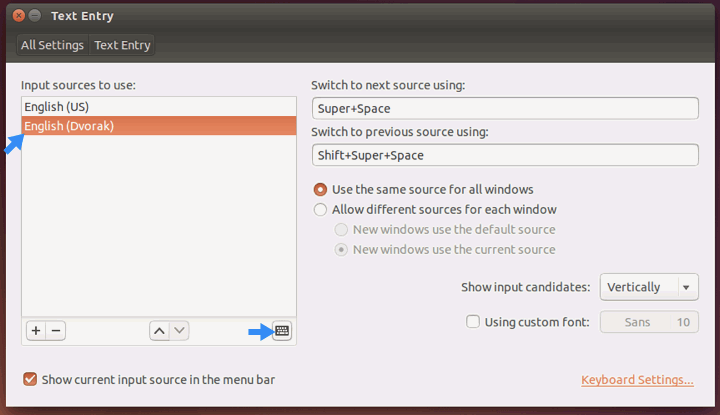 Text Entry
All Settings Text Entry
Input sources to use:
English (US)
English (Dvorak)
Switch to next source using:
Super+Space
Switch to previous source using:
Shift+Super+Space
Use the same source for all windows
Allow different sources for each window
New windows use the default source
New windows use the current source
Show input candidates: Vertically
Using custom font: Sans 10
Show current input source in the menu bar
Keyboard Settings...